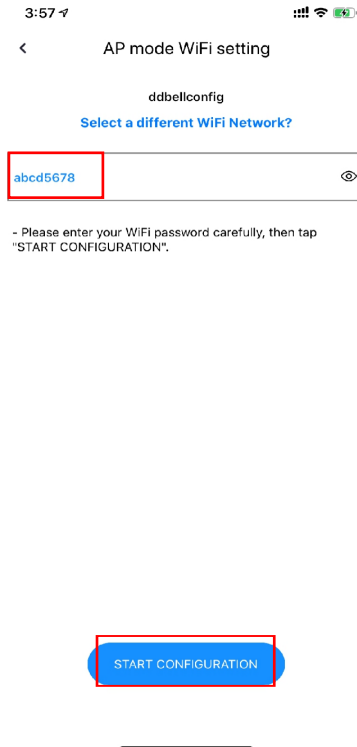 3:57
AP mode WiFi setting
ddbellconfig
Select a different WiFi Network?
abcd5678
- Please enter your WiFi password carefully, then tap
"START CONFIGURATION".
START CONFIGURATION